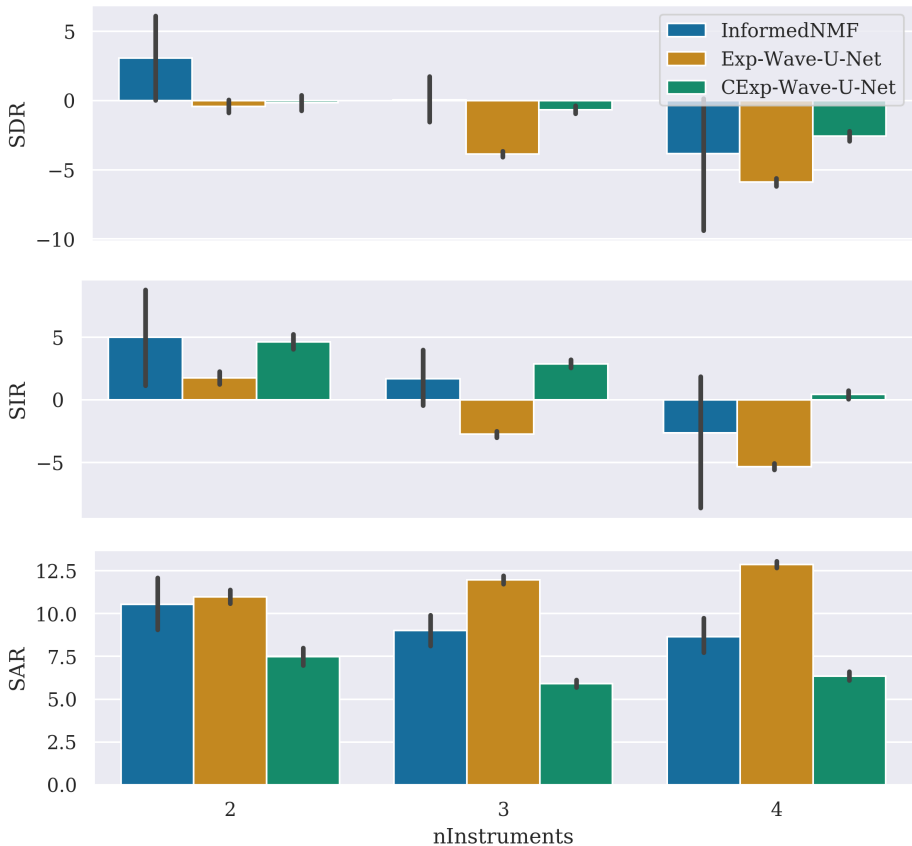 InformedNMF
Exp-Wave-U-Net
CExp-Wave-U-Net
SDR
5
0
−5
−10
SIR
5
0
−5
SAR
12.5
10.0
7.5
5.0
2.5
0.0
2 3 4
nInstruments